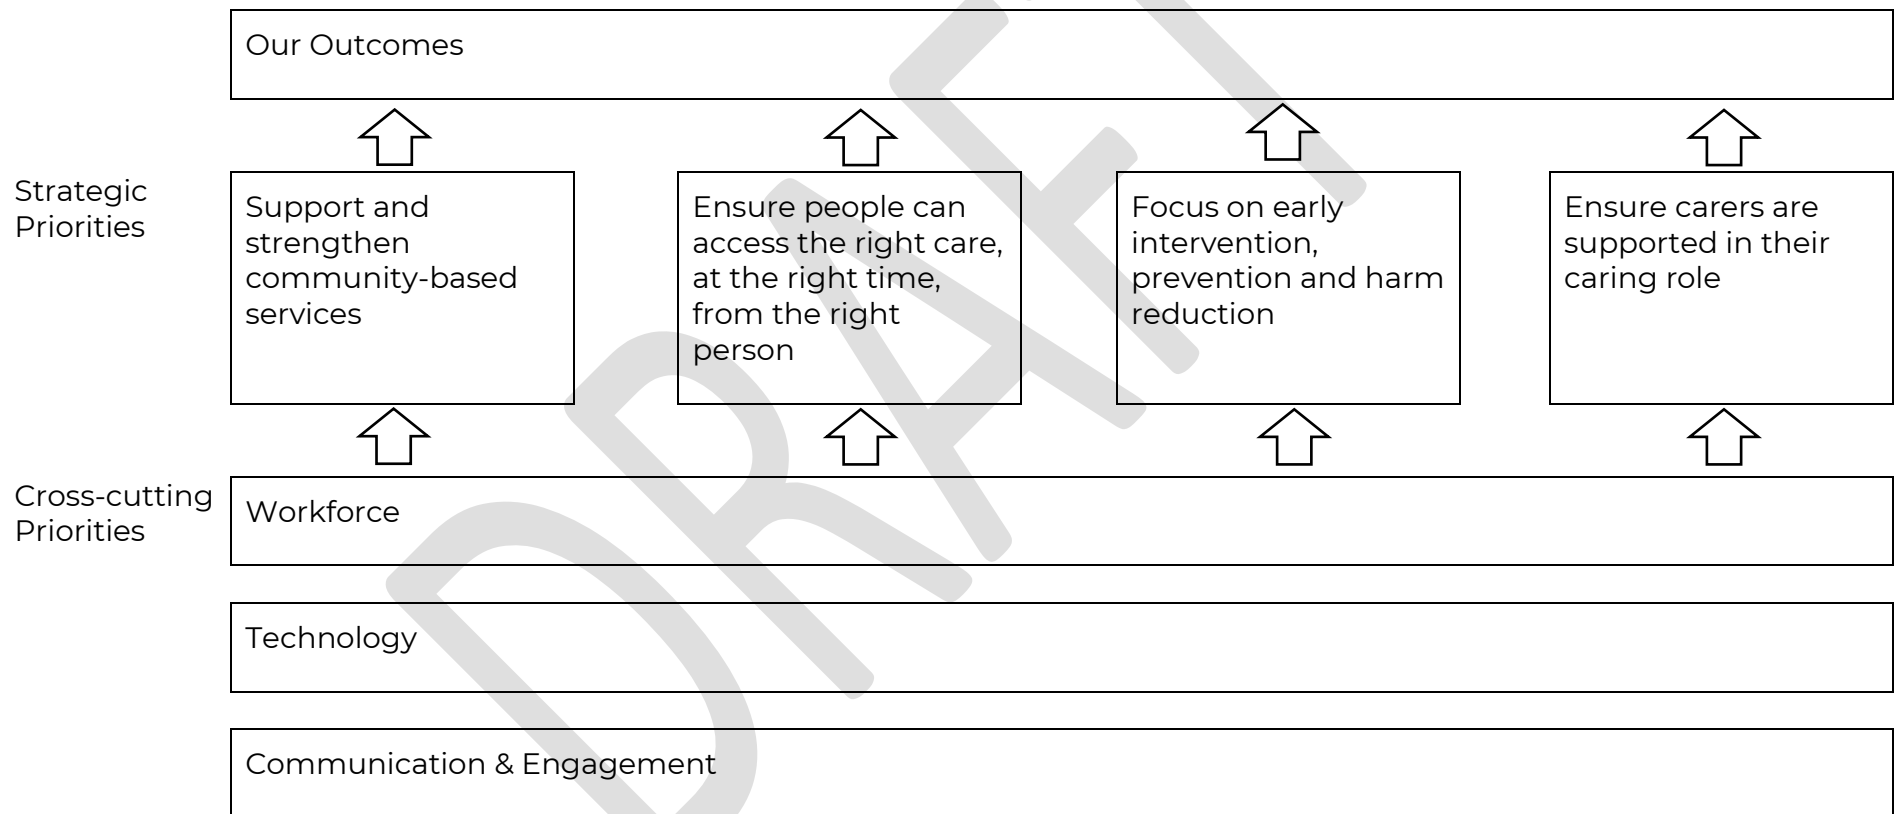 Our Outcomes
Strategic
Priorities
Support and
strengthen
community-based
services
Ensure people can
access the right care,
at the right time,
from the right
person
Focus on early
intervention,
prevention and harm
reduction
Ensure carers are
supported in their
caring role
Cross-cutting
Priorities
Workforce
Technology
Communication & Engagement
DRAFT